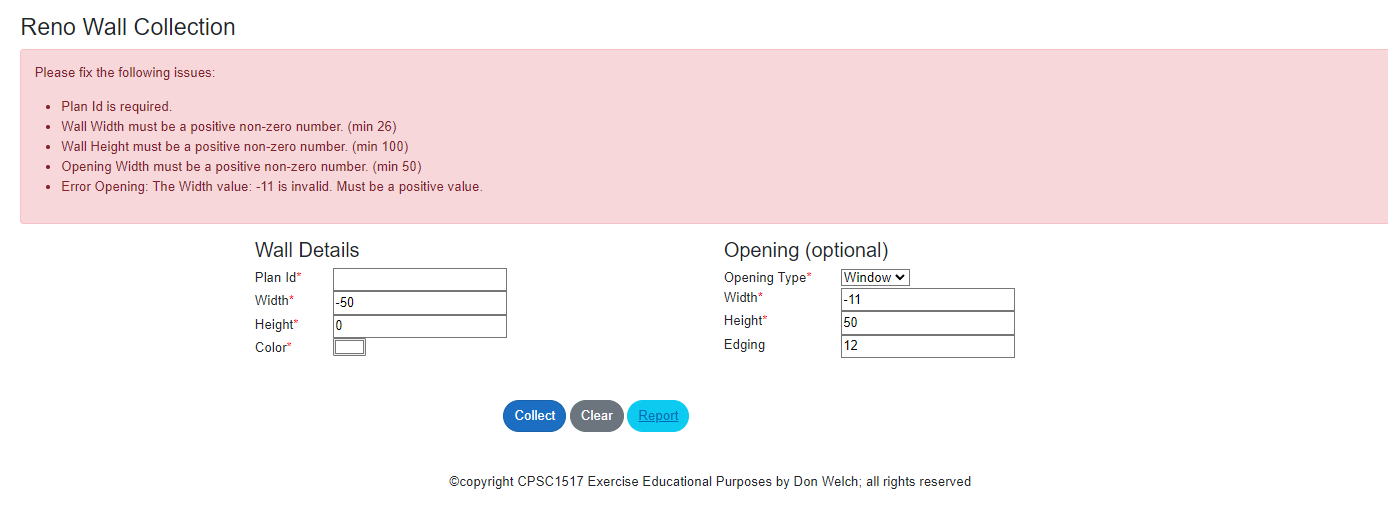 Reno Wall Collection
Please fix the following issues:
• Plan Id is required.
• Wall Width must be a positive non-zero number. (min 26)
• Wall Height must be a positive non-zero number. (min 100)
• Opening Width must be a positive non-zero number. (min 50)
• Error Opening: The Width value: -11 is invalid. Must be a positive value.
Wall Details
Plan Id*
Width* -50
Height* 0
Color*
Opening (optional)
Opening Type* Window
Width* -11
Height* 50
Edging 12
Collect Clear Report
©copyright CPSC1517 Exercise Educational Purposes by Don Welch; all rights reserved